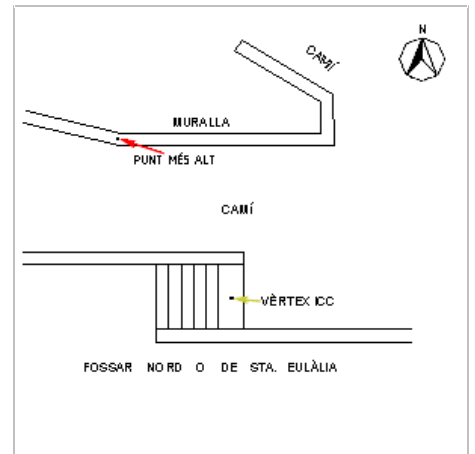 N
CAMÍ
MURALLA
PUNT MÉS ALT
CAMÍ
VÈRTEX ICC
FOSSAR NORD O DE STA. EULÀLIA